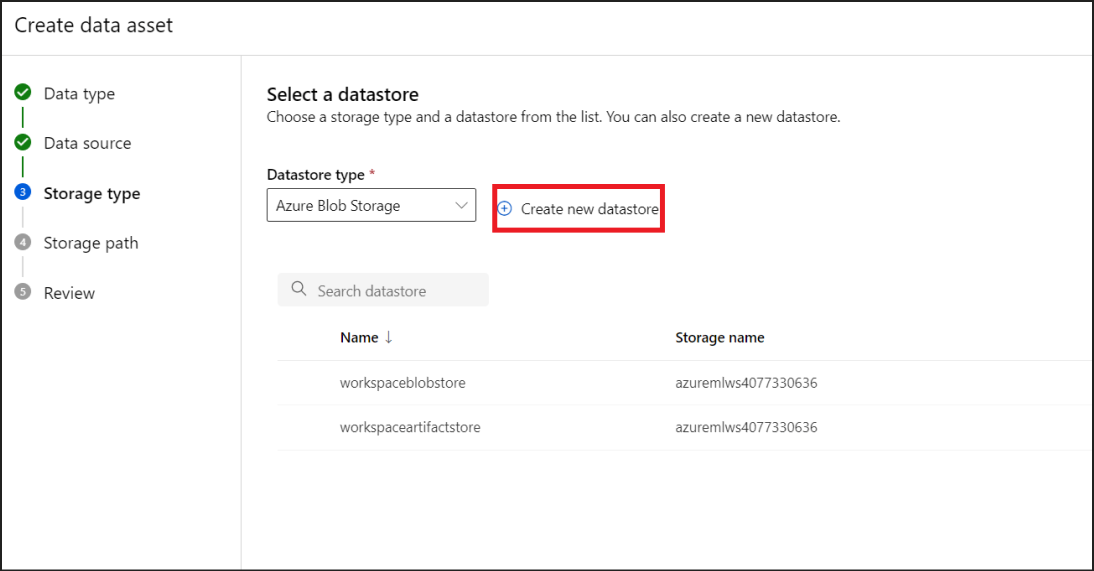 Create data asset
Data type
Data source
3 Storage type
4 Storage path
5 Review
Select a datastore
Choose a storage type and a datastore from the list. You can also create a new datastore.
Datastore type *
Azure Blob Storage
Create new datastore
Search datastore
Name ↓ Storage name
workspaceblobstore azuremlws4077330636
workspaceartifactstore azuremlws4077330636